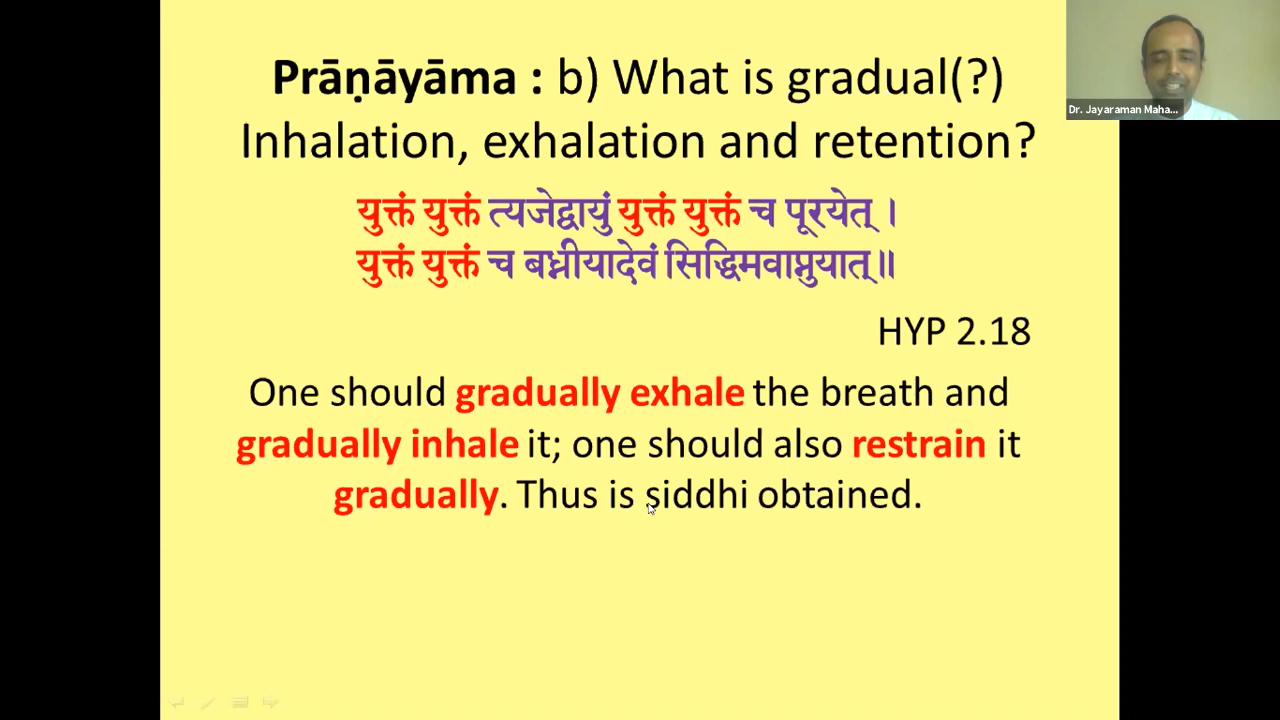 Prāṇāyāma : b) What is gradual(?)
Inhalation, exhalation and retention?
युक्तं युक्तं त्यजेद्वायुं युक्तं युक्तं च पूरयेत् ।
युक्तं युक्तं च बध्नीयादेवं सिद्धिमवाप्नुयात्॥
HYP 2.18
One should gradually exhale the breath and
gradually inhale it; one should also restrain it
gradually. Thus is siddhi obtained.
Dr. Jayaraman Maha...